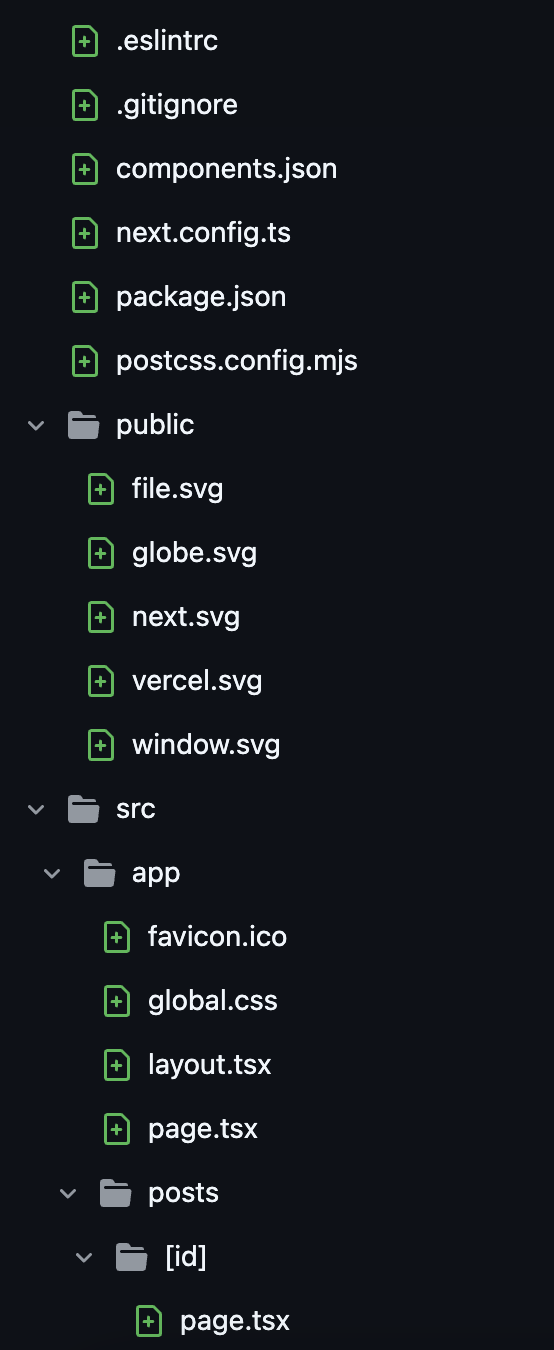 .eslintrc
.gitignore
components.json
next.config.ts
package.json
postcss.config.mjs
public
file.svg
globe.svg
next.svg
vercel.svg
window.svg
src
app
favicon.ico
global.css
layout.tsx
page.tsx
posts
[id]
page.tsx